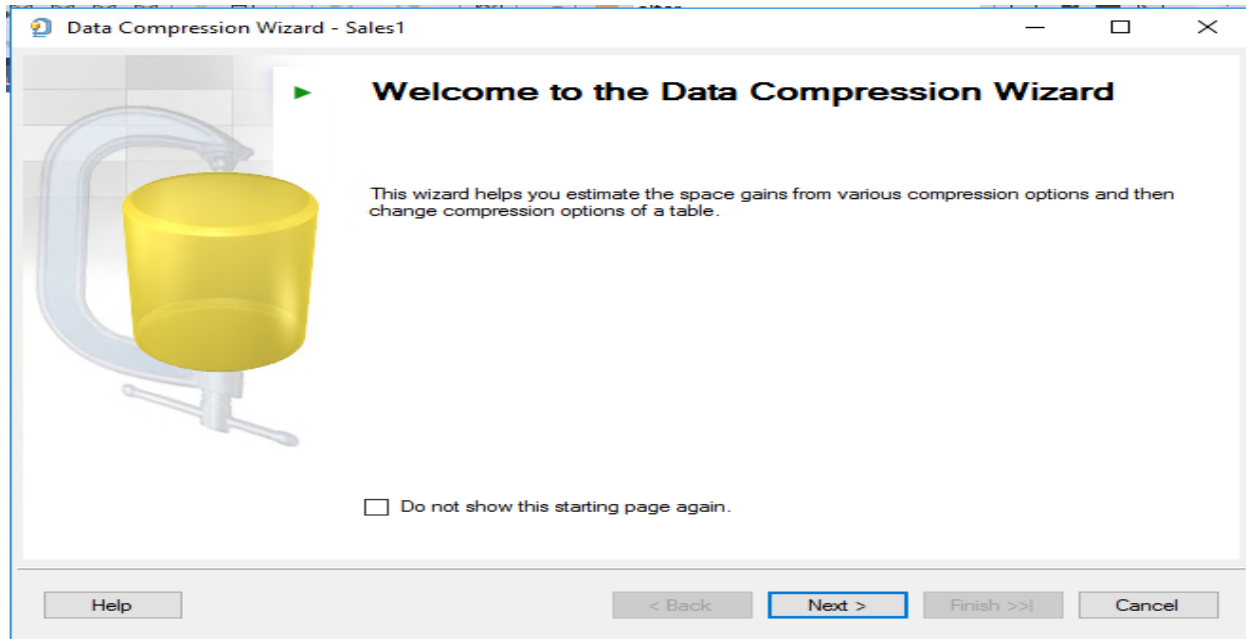 Data Compression Wizard - Sales1
Welcome to the Data Compression Wizard
This wizard helps you estimate the space gains from various compression options and then
change compression options of a table.
Do not show this starting page again.
Help
< Back
Next >
Finish >>|
Cancel